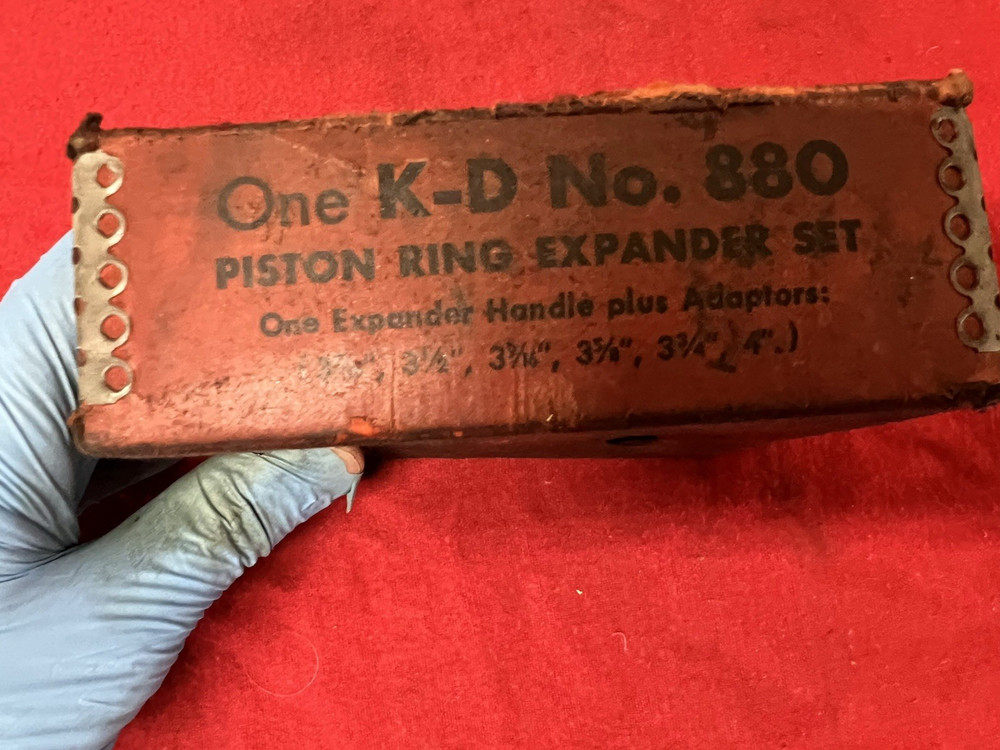 One K-D No. 880
PISTON RING EXPANDER SET
One Expander Handle plus Adaptors:
3½", 3⁹⁄₁₆", 3⅝", 3¾", 4".)